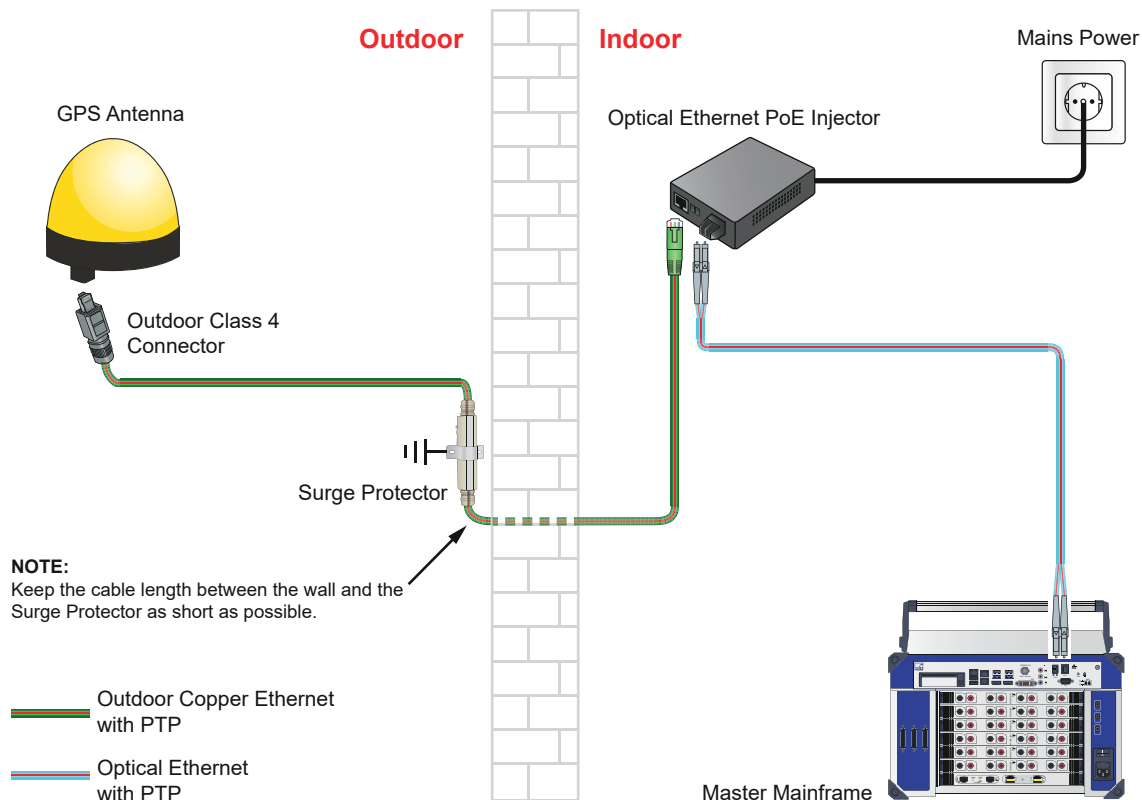 Outdoor
Indoor
Mains Power
GPS Antenna
Optical Ethernet PoE Injector
Outdoor Class 4
Connector
Surge Protector
NOTE:
Keep the cable length between the wall and the
Surge Protector as short as possible.
Outdoor Copper Ethernet
with PTP
Optical Ethernet
with PTP
Master Mainframe